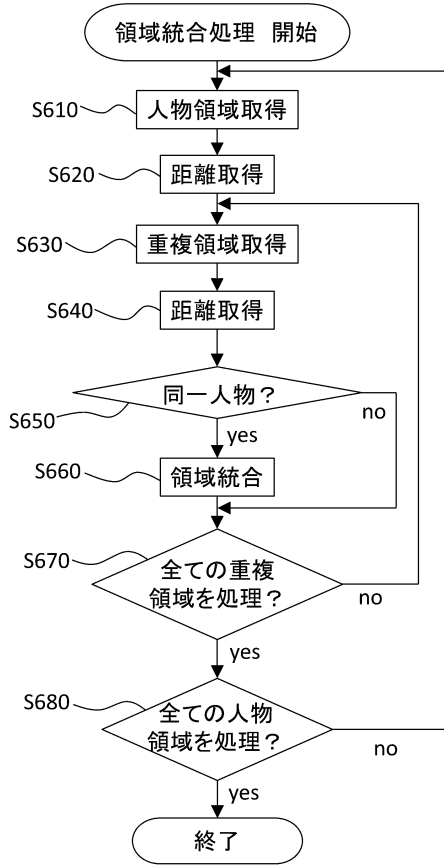 領域統合処理 開始
S610
人物領域取得
S620
距離取得
S630
重複領域取得
S640
距離取得
S650
同一人物?
no
yes
S660
領域統合
S670
全ての重複
領域を処理?
no
yes
S680
全ての人物
領域を処理?
no
yes
終了